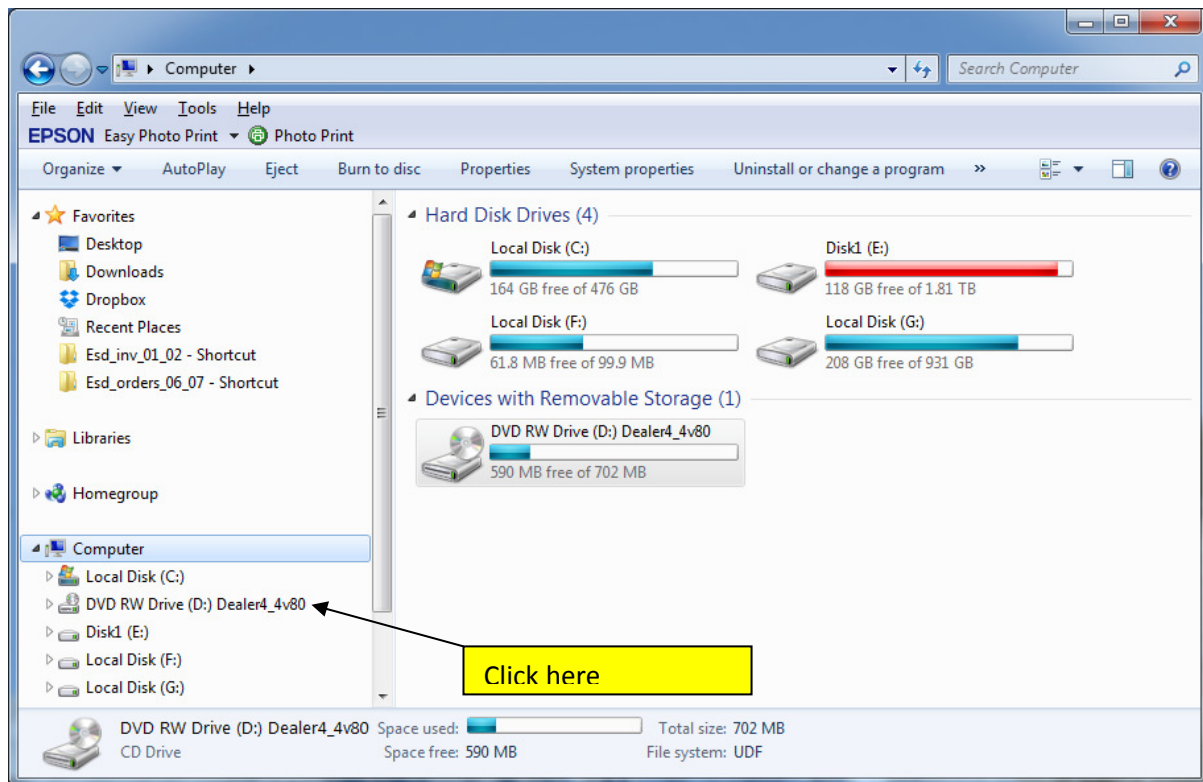 Computer
Search Computer
File Edit View Tools Help
EPSON Easy Photo Print Photo Print
Organize AutoPlay Eject Burn to disc Properties System properties Uninstall or change a program »
Favorites
Desktop
Downloads
Dropbox
Recent Places
Esd_inv_01_02 - Shortcut
Esd_orders_06_07 - Shortcut
Libraries
Homegroup
Computer
Local Disk (C:)
DVD RW Drive (D:) Dealer4_4v80
Disk1 (E:)
Local Disk (F:)
Local Disk (G:)
Hard Disk Drives (4)
Local Disk (C:)
164 GB free of 476 GB
Disk1 (E:)
118 GB free of 1.81 TB
Local Disk (F:)
61.8 MB free of 99.9 MB
Local Disk (G:)
208 GB free of 931 GB
Devices with Removable Storage (1)
DVD RW Drive (D:) Dealer4_4v80
590 MB free of 702 MB
Click here
DVD RW Drive (D:) Dealer4_4v80 Space used: Total size: 702 MB
CD Drive Space free: 590 MB File system: UDF